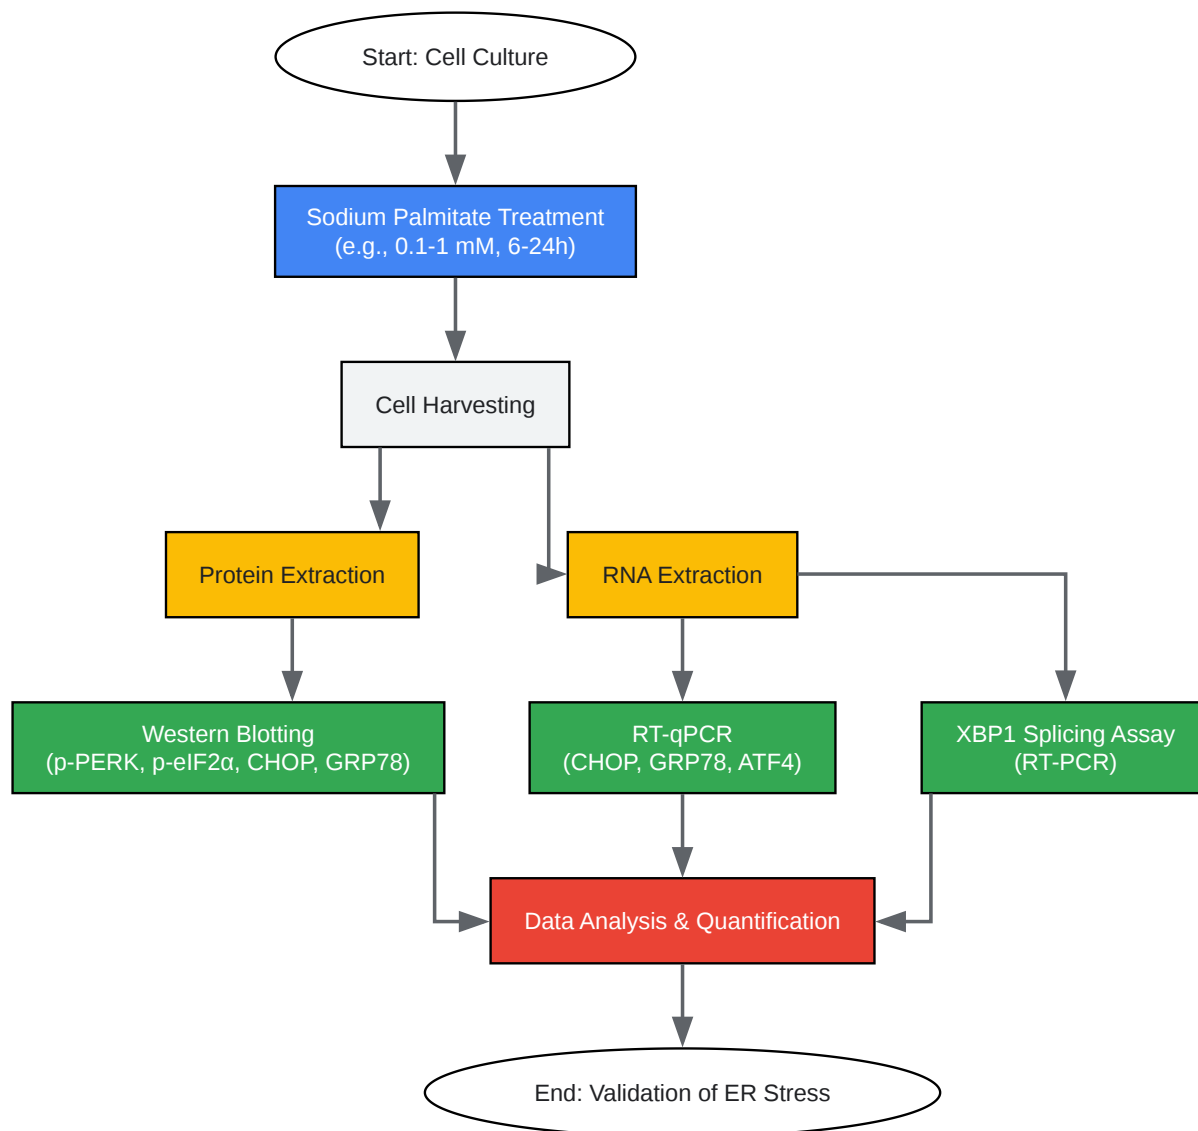 Start: Cell Culture
Sodium Palmitate Treatment
(e.g., 0.1-1 mM, 6-24h)
Cell Harvesting
Protein Extraction
RNA Extraction
Western Blotting
(p-PERK, p-eIF2α, CHOP, GRP78)
RT-qPCR
(CHOP, GRP78, ATF4)
XBP1 Splicing Assay
(RT-PCR)
Data Analysis & Quantification
End: Validation of ER Stress